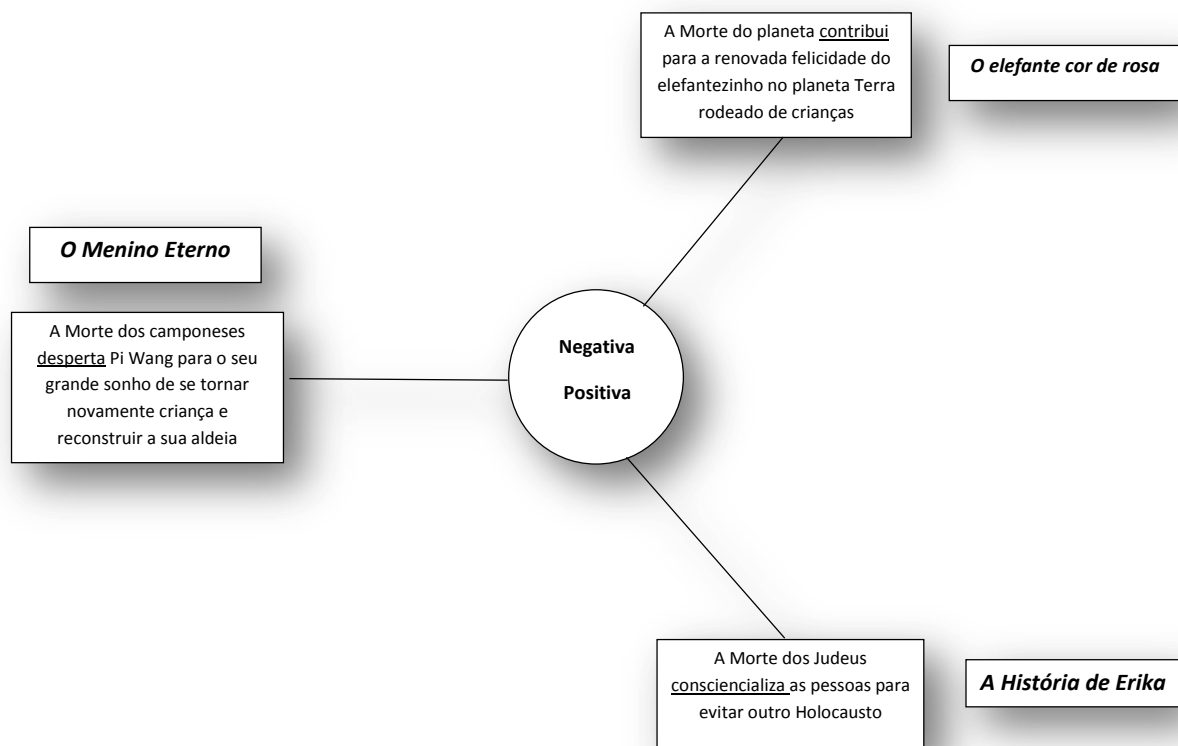 A Morte do planeta contribui
para a renovada felicidade do
elefantezinho no planeta Terra
rodeado de crianças
O elefante cor de rosa
O Menino Eterno
A Morte dos camponeses
desperta Pi Wang para o seu
grande sonho de se tornar
novamente criança e
reconstruir a sua aldeia
Negativa
Positiva
A Morte dos Judeus
consciencializa as pessoas para
evitar outro Holocausto
A História de Erika